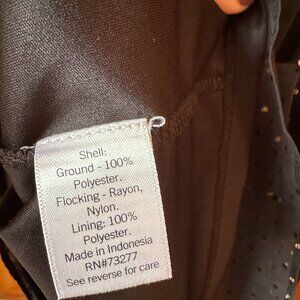 Shell:
Ground - 100%
Polyester.
Flocking - Rayon,
Nylon.
Lining: 100%
Polyester.
Made in Indonesia
RN#73277
See reverse for care